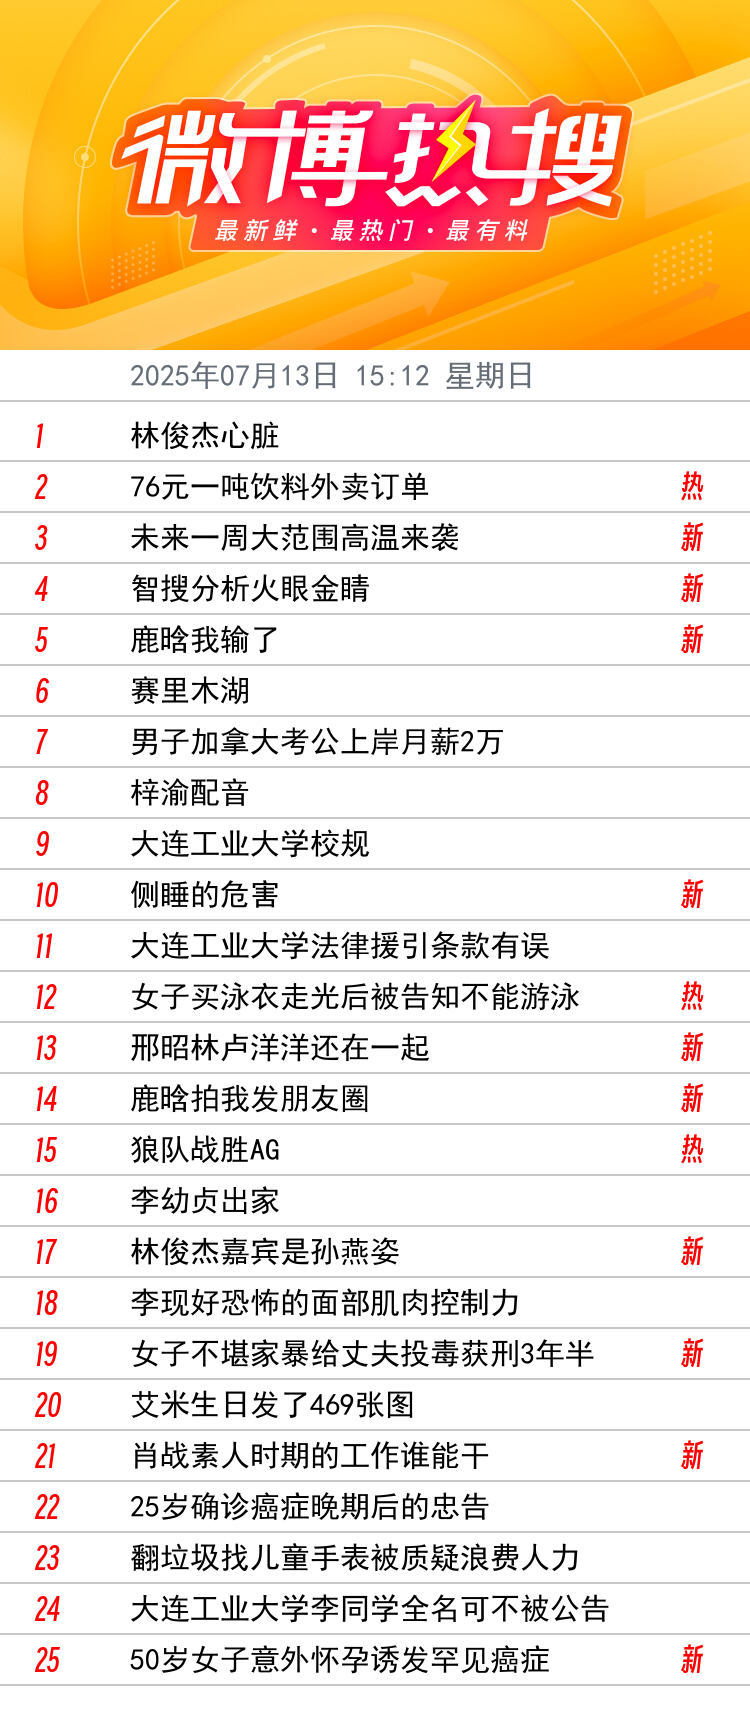 微博热搜
最新鲜·最热门·最有料
2025年07月13日 15:12 星期日
1 林俊杰心脏
2 76元一吨饮料外卖订单 热
3 未来一周大范围高温来袭 新
4 智搜分析火眼金睛 新
5 鹿晗我输了 新
6 赛里木湖
7 男子加拿大考公上岸月薪2万
8 梓渝配音
9 大连工业大学校规
10 侧睡的危害 新
11 大连工业大学法律援引条款有误
12 女子买泳衣走光后被告知不能游泳 热
13 邢昭林卢洋洋还在一起 新
14 鹿晗拍我发朋友圈 新
15 狼队战胜AG 热
16 李幼贞出家
17 林俊杰嘉宾是孙燕姿 新
18 李现好恐怖的面部肌肉控制力
19 女子不堪家暴给丈夫投毒获刑3年半 新
20 艾米生日发了469张图
21 肖战素人时期的工作谁能干 新
22 25岁确诊癌症晚期后的忠告
23 翻垃圾找儿童手表被质疑浪费人力
24 大连工业大学李同学全名可不被公告
25 50岁女子意外怀孕诱发罕见癌症 新